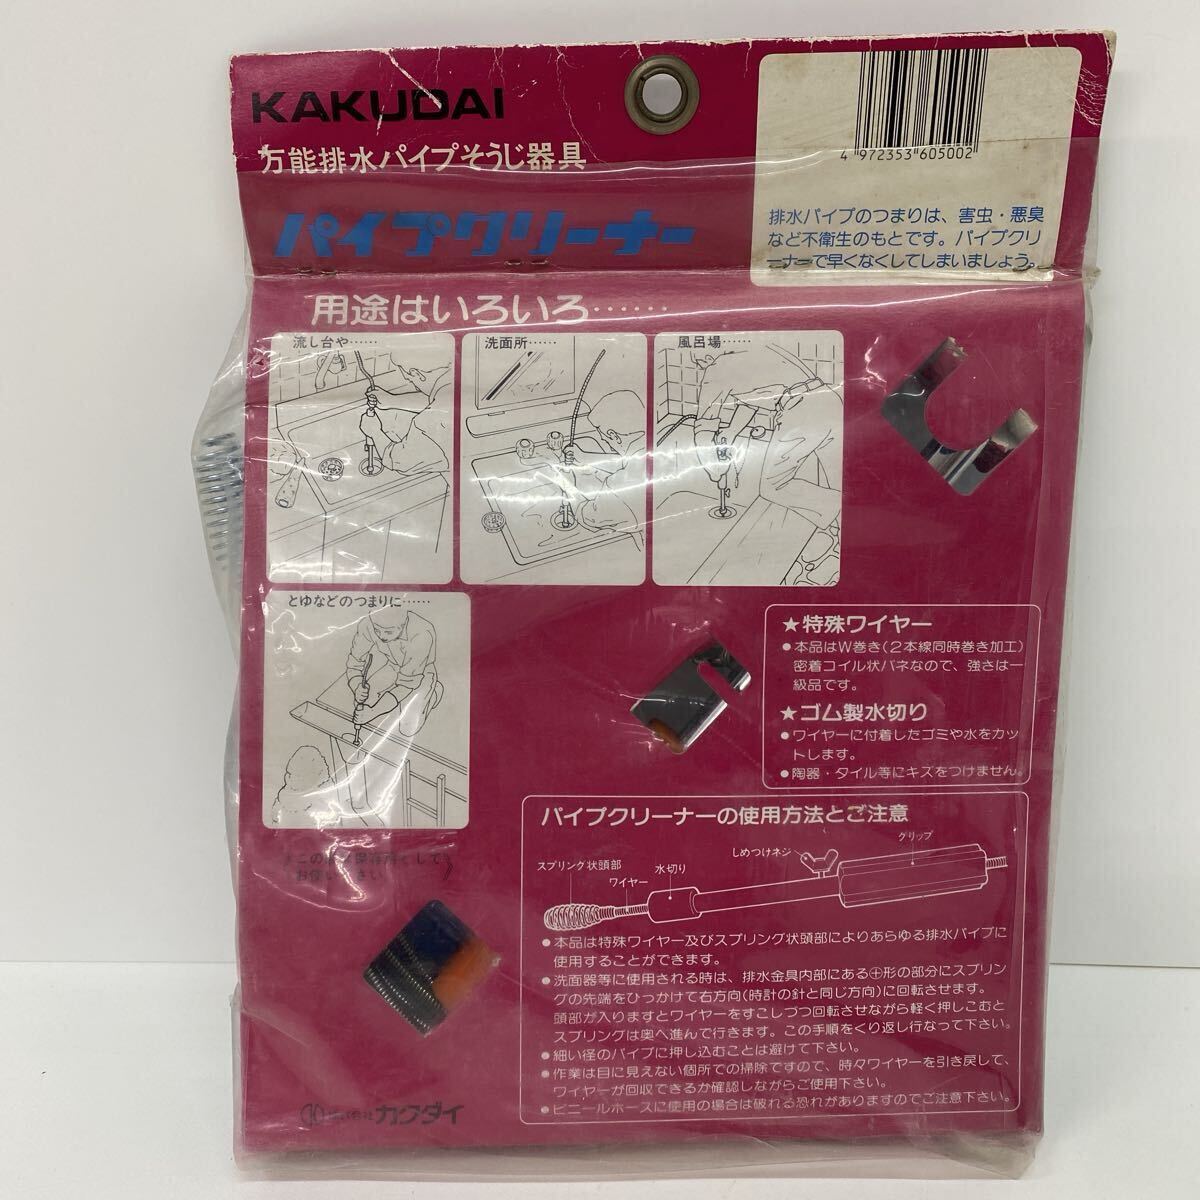 KAKUDAI
万能排水パイプそうじ器具
パイプクリーナー
4 972353 605002
排水パイプのつまりは、害虫・悪臭
など不衛生のもとです。パイプクリ
ーナーで早くなくしてしまいましょう。
用途はいろいろ……
流し台や……
洗面所……
風呂場……
とゆなどのつまりに……
★特殊ワイヤー
●本品はW巻き(2本線同時巻き加工)
密着コイル状バネなので、強さは一
級品です。
★ゴム製水切り
●ワイヤーに付着したゴミや水をカッ
トします。
●陶器・タイル等にキズをつけません。
パイプクリーナーの使用方法とご注意
スプリング状頭部
ワイヤー
水切り
しめつけネジ
グリップ
●本品は特殊ワイヤー及びスプリング状頭部によりあらゆる排水パイプに
使用することができます。
●洗面器等に使用される時は、排水金具内部にある⊕形の部分にスプリン
グの先端をひっかけて右方向(時計の針と同じ方向)に回転させます。
頭部が入りますとワイヤーをすこしづつ回転させながら軽く押しこむと
スプリングは奥へ進んで行きます。この手順をくり返し行なって下さい。
●細い径のパイプに押し込むことは避けて下さい。
●作業は目に見えない個所での掃除ですので、時々ワイヤーを引き戻して、
ワイヤーが回収できるか確認しながらご使用下さい。
●ビニールホースに使用の場合は破れる恐れがありますのでご注意下さい。
この
保存
として
お使い
ださい
株式会社 カクダイ